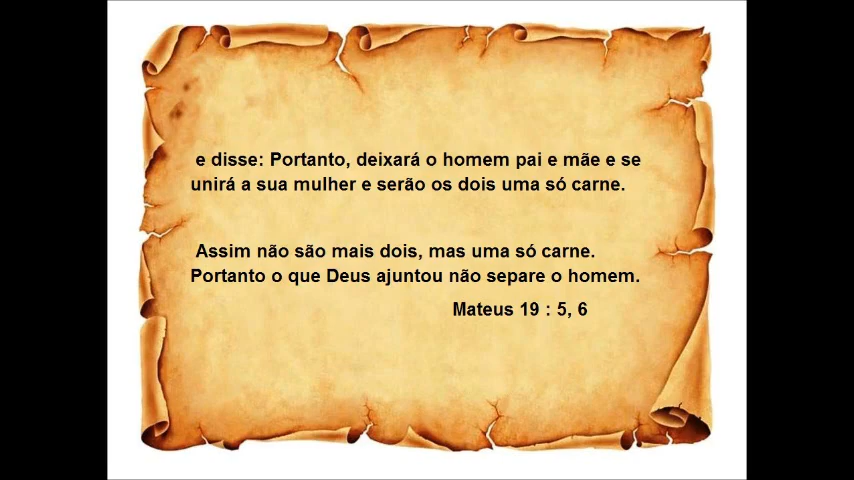 e disse: Portanto, deixará o homem pai e mãe e se
unirá a sua mulher e serão os dois uma só carne.
Assim não são mais dois, mas uma só carne.
Portanto o que Deus ajuntou não separe o homem.
Mateus 19 : 5, 6